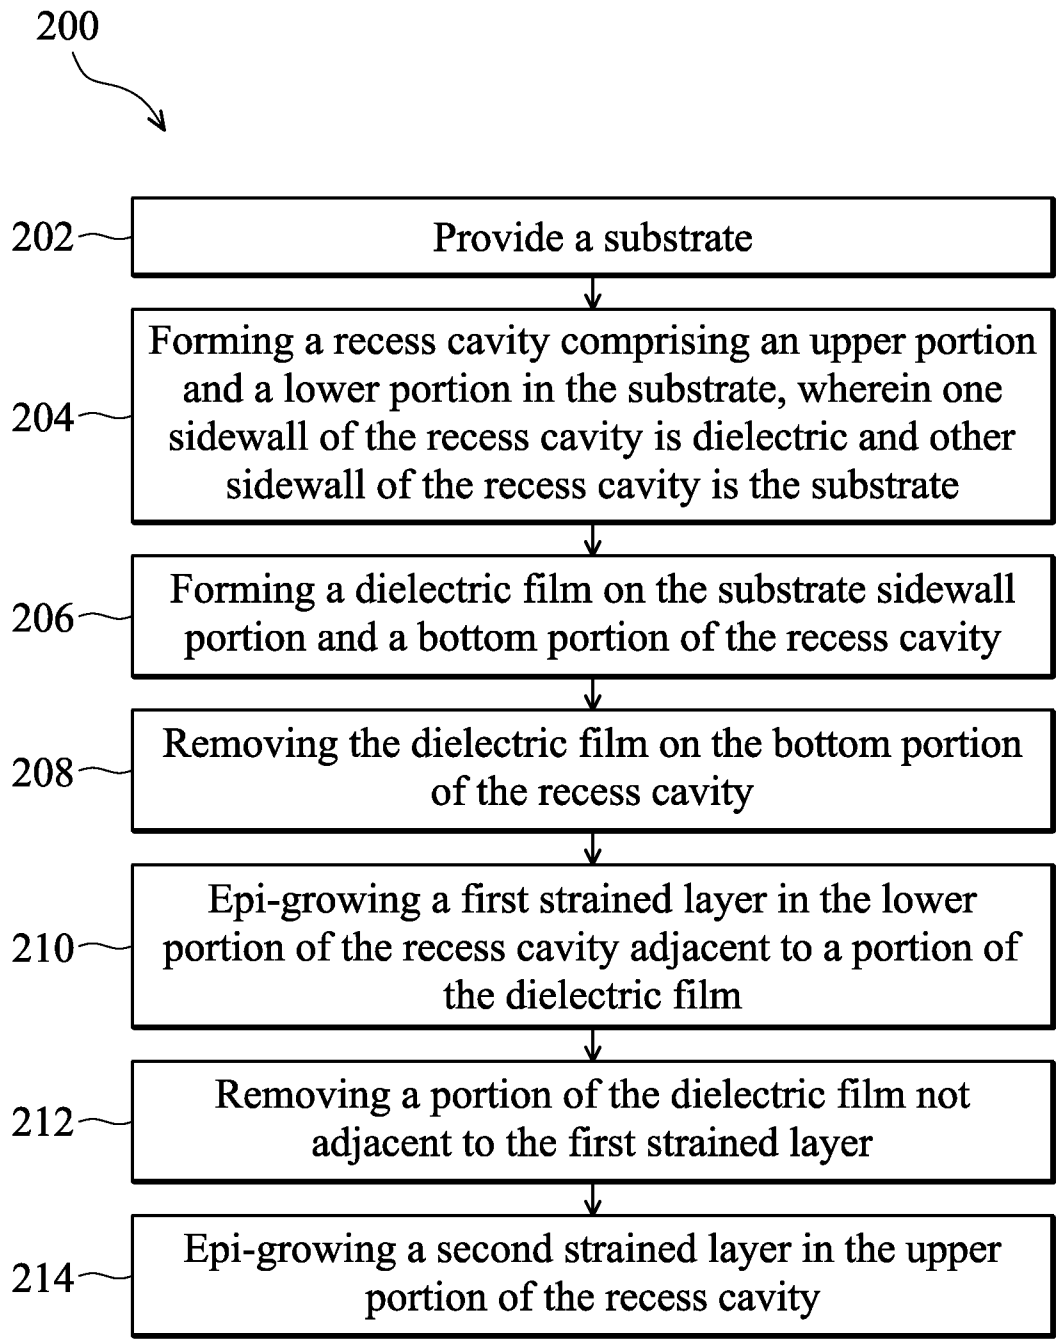 200
202
Provide a substrate
204
Forming a recess cavity comprising an upper portion
and a lower portion in the substrate, wherein one
sidewall of the recess cavity is dielectric and other
sidewall of the recess cavity is the substrate
206
Forming a dielectric film on the substrate sidewall
portion and a bottom portion of the recess cavity
208
Removing the dielectric film on the bottom portion
of the recess cavity
210
Epi-growing a first strained layer in the lower
portion of the recess cavity adjacent to a portion of
the dielectric film
212
Removing a portion of the dielectric film not
adjacent to the first strained layer
214
Epi-growing a second strained layer in the upper
portion of the recess cavity